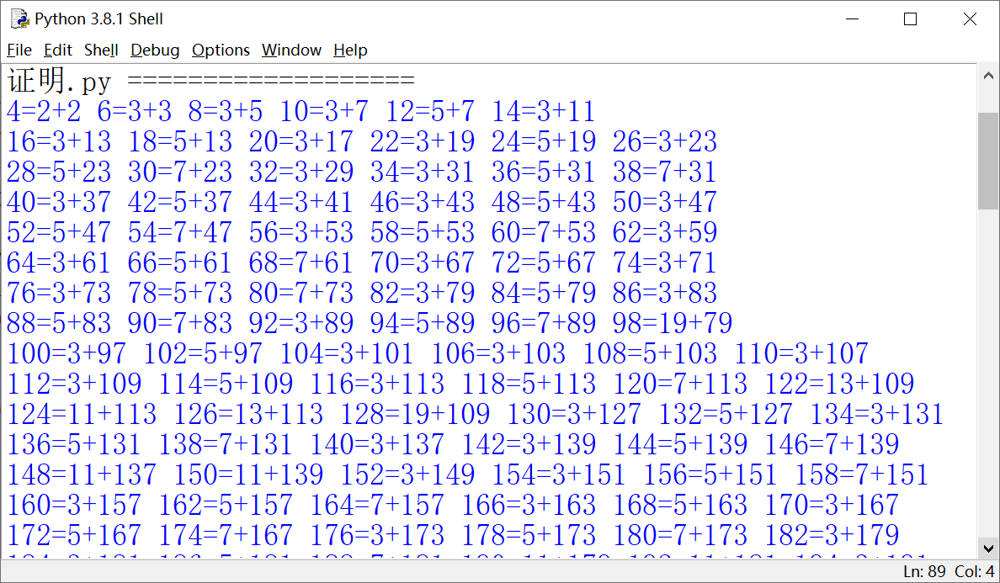 Python 3.8.1 Shell
File Edit Shell Debug Options Window Help
证明.py ===================
4=2+2 6=3+3 8=3+5 10=3+7 12=5+7 14=3+11
16=3+13 18=5+13 20=3+17 22=3+19 24=5+19 26=3+23
28=5+23 30=7+23 32=3+29 34=3+31 36=5+31 38=7+31
40=3+37 42=5+37 44=3+41 46=3+43 48=5+43 50=3+47
52=5+47 54=7+47 56=3+53 58=5+53 60=7+53 62=3+59
64=3+61 66=5+61 68=7+61 70=3+67 72=5+67 74=3+71
76=3+73 78=5+73 80=7+73 82=3+79 84=5+79 86=3+83
88=5+83 90=7+83 92=3+89 94=5+89 96=7+89 98=19+79
100=3+97 102=5+97 104=3+101 106=3+103 108=5+103 110=3+107
112=3+109 114=5+109 116=3+113 118=5+113 120=7+113 122=13+109
124=11+113 126=13+113 128=19+109 130=3+127 132=5+127 134=3+131
136=5+131 138=7+131 140=3+137 142=3+139 144=5+139 146=7+139
148=11+137 150=11+139 152=3+149 154=3+151 156=5+151 158=7+151
160=3+157 162=5+157 164=7+157 166=3+163 168=5+163 170=3+167
172=5+167 174=7+167 176=3+173 178=5+173 180=7+173 182=3+179
Ln: 89 Col: 4